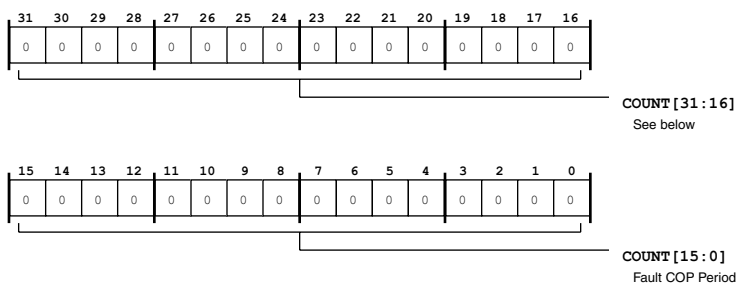 31 30 29 28 27 26 25 24 23 22 21 20 19 18 17 16
0 0 0 0 0 0 0 0 0 0 0 0 0 0 0 0
COUNT[31:16]
See below
15 14 13 12 11 10 9 8 7 6 5 4 3 2 1 0
0 0 0 0 0 0 0 0 0 0 0 0 0 0 0 0
COUNT[15:0]
Fault COP Period